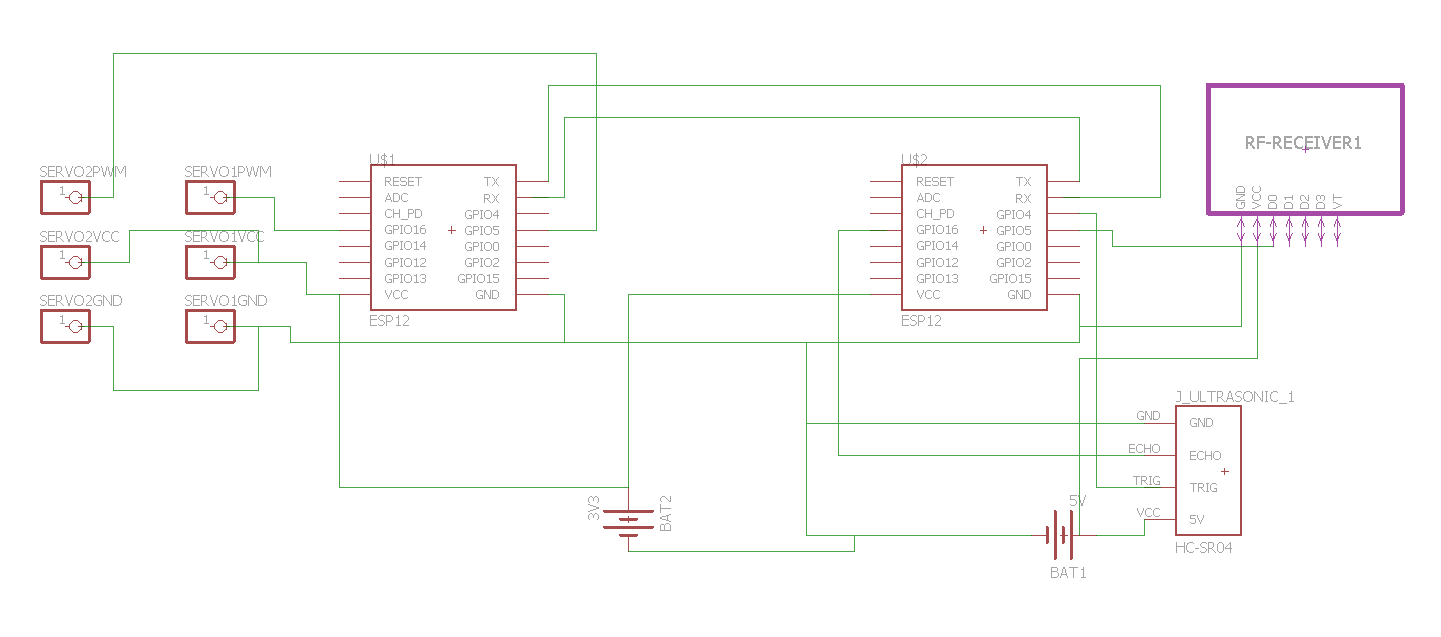 SERVO2PWM
1
SERVO1PWM
1
SERVO2VCC
1
SERVO1VCC
1
SERVO2GND
1
SERVO1GND
1
U$1
RESET TX
ADC RX
CH_PD GPIO4
GPIO16 GPIO5
GPIO14 GPIO0
GPIO12 GPIO2
GPIO13 GPIO15
VCC GND
ESP12
U$2
RESET TX
ADC RX
CH_PD GPIO4
GPIO16 GPIO5
GPIO14 GPIO0
GPIO12 GPIO2
GPIO13 GPIO15
VCC GND
ESP12
RF-RECEIVER1
GND
VCC
D0
D1
D2
D3
VT
J_ULTRASONIC_1
GND GND
ECHO ECHO
TRIG TRIG
VCC 5V
HC-SR04
3V3
BAT2
5V
BAT1